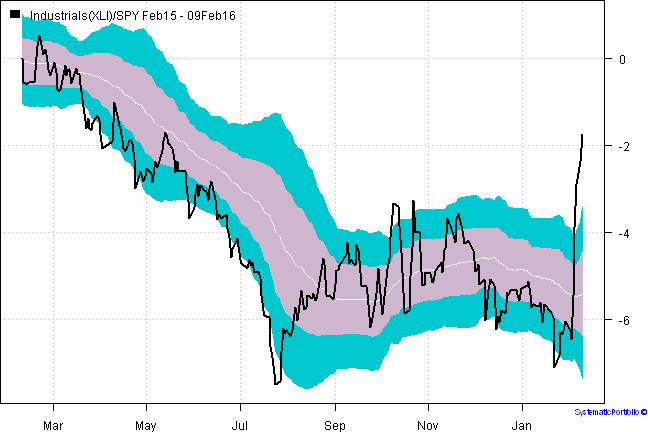 Industrials(XLI)/SPY Feb15 - 09Feb16
0
-2
-4
-6
Mar May Jul Sep Nov Jan
SystematicPortfolio ©